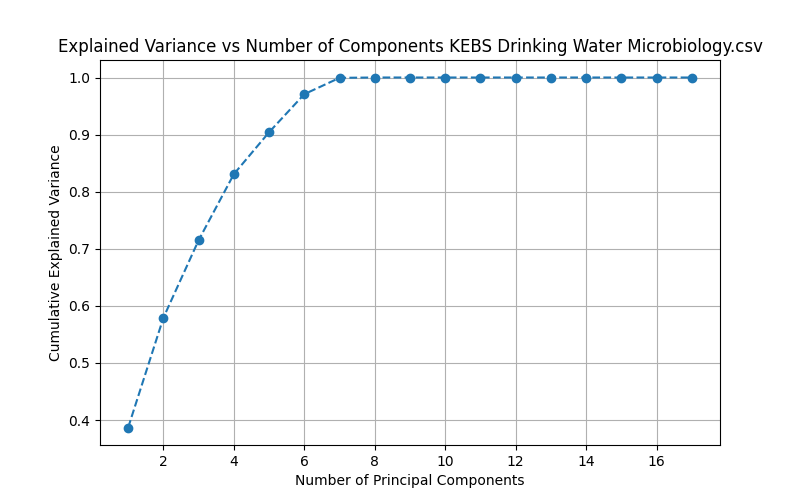 Explained Variance vs Number of Components KEBS Drinking Water Microbiology.csv
1.0
0.9
0.8
0.7
0.6
0.5
0.4
Cumulative Explained Variance
2 4 6 8 10 12 14 16
Number of Principal Components